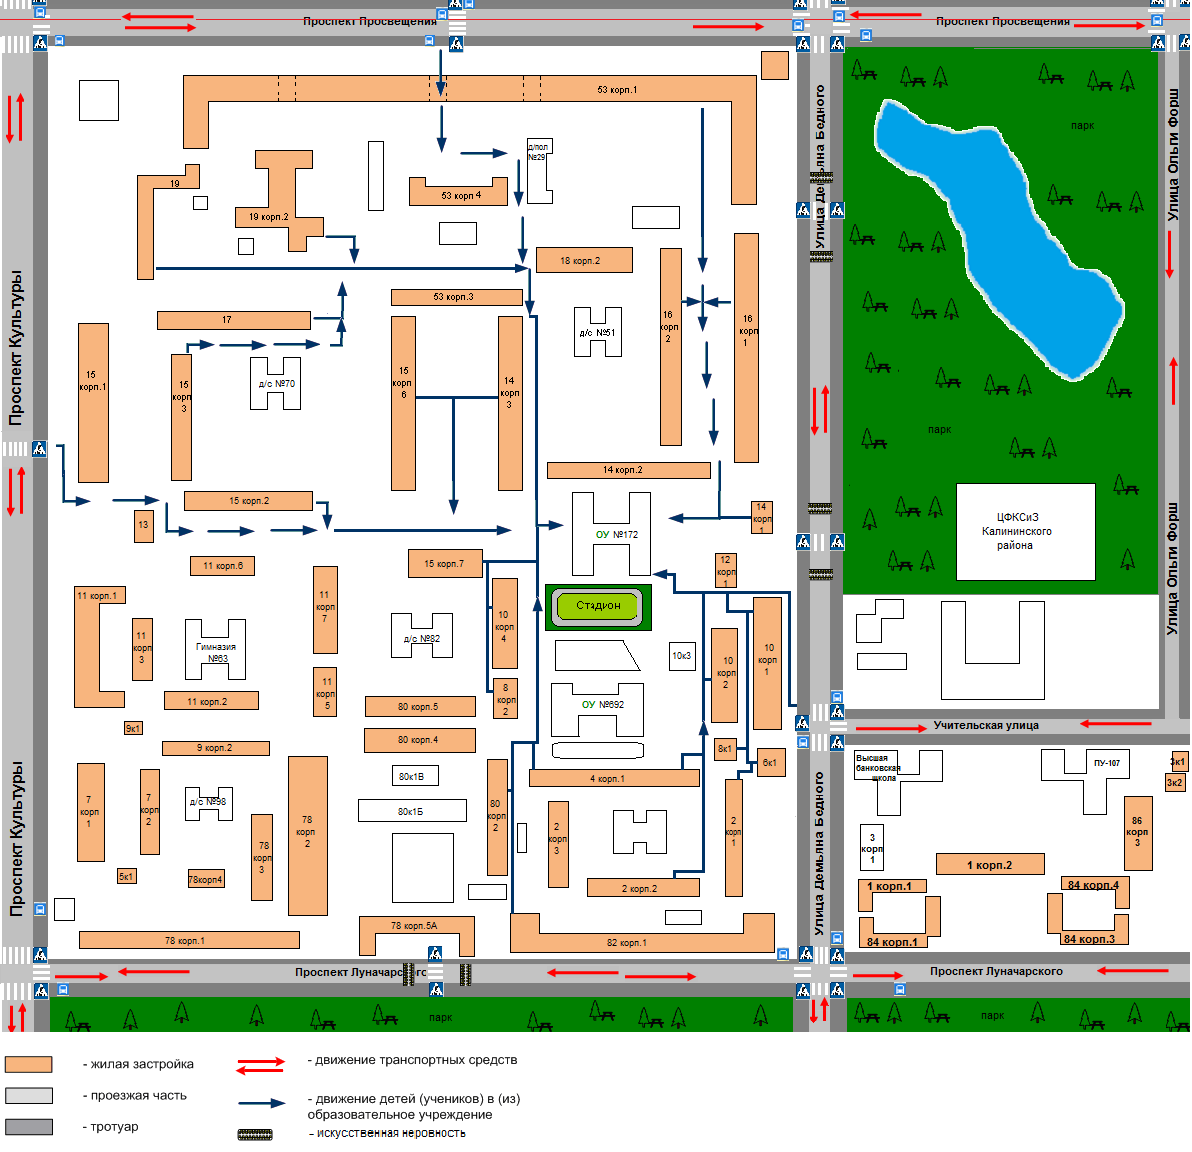 Проспект Просвещения
Проспект Просвещения
53 корп.1
парк
Улица Демьяна Бедного
Улица Ольги Форш
д/пол
№29
19
53 корп 4
19 корп.2
18 корп.2
53 корп.3
17
Проспект Культуры
16
корп
2
16
корп
1
д/с №51
15
корп.1
15
корп
3
д/с №70
15
корп
6
14
корп
3
парк
14 корп.2
15 корп.2
13
14
корп
1
ОУ №172
ЦФКСиЗ
Калининского
района
Улица Ольги Форш
11 корп.6
15 корп.7
12
корп
1
11 корп.1
11
корп
7
10
корп
4
Стадион
11
корп
3
Гимназия
№63
д/с №82
10к3
10
корп
2
10
корп
1
11
корп
5
8
корп
2
11 корп.2
80 корп.5
ОУ №692
9к1
9 корп.2
80 корп.4
8к1
6к1
Учительская улица
Высшая
банковская
школа
ПУ-107
3к1
3к2
Проспект Культуры
7
корп
1
7
корп
2
д/с №98
80к1В
80к1Б
80
корп
2
4 корп.1
2
корп
3
2
корп
1
Улица Демьяна Бедного
78
корп
3
78
корп
2
3
корп
1
86
корп
3
1 корп.2
5к1
78корп4
2 корп.2
1 корп.1
84 корп.4
78 корп.1
78 корп.5А
82 корп.1
84 корп.1
84 корп.3
Проспект Луначарского
Проспект Луначарского
парк
парк
- жилая застройка
- проезжая часть
- тротуар
- движение транспортных средств
- движение детей (учеников) в (из)
образовательное учреждение
- искусственная неровность